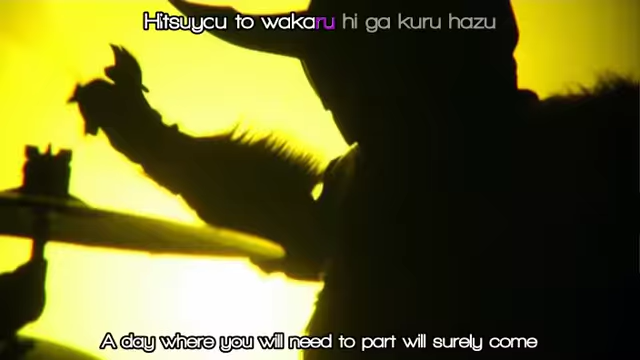 Hitsuycu to wakaru hi ga kuru hazu
A day where you will need to part will surely come